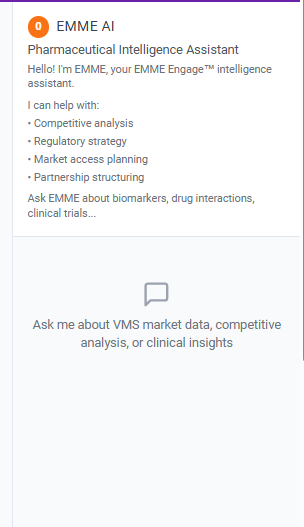 0 EMME AI
Pharmaceutical Intelligence Assistant
Hello! I'm EMME, your EMME Engage™ intelligence
assistant.
I can help with:
• Competitive analysis
• Regulatory strategy
• Market access planning
• Partnership structuring
Ask EMME about biomarkers, drug interactions,
clinical trials...
Ask me about VMS market data, competitive
analysis, or clinical insights